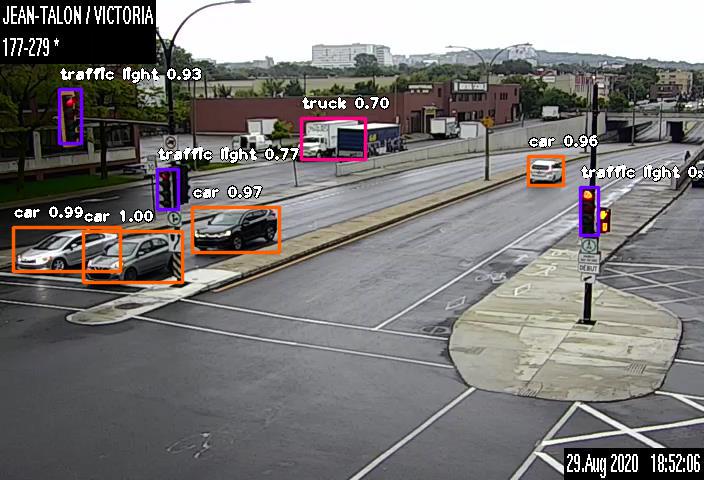 JEAN-TALON / VICTORIA
177-279 *
traffic light 0.93
truck 0.70
car 0.96
traffic light 0.77
traffic light 0.
car 0.97
car 0.99
car 1.00
DÉBUT
29.Aug 2020 18:52:06